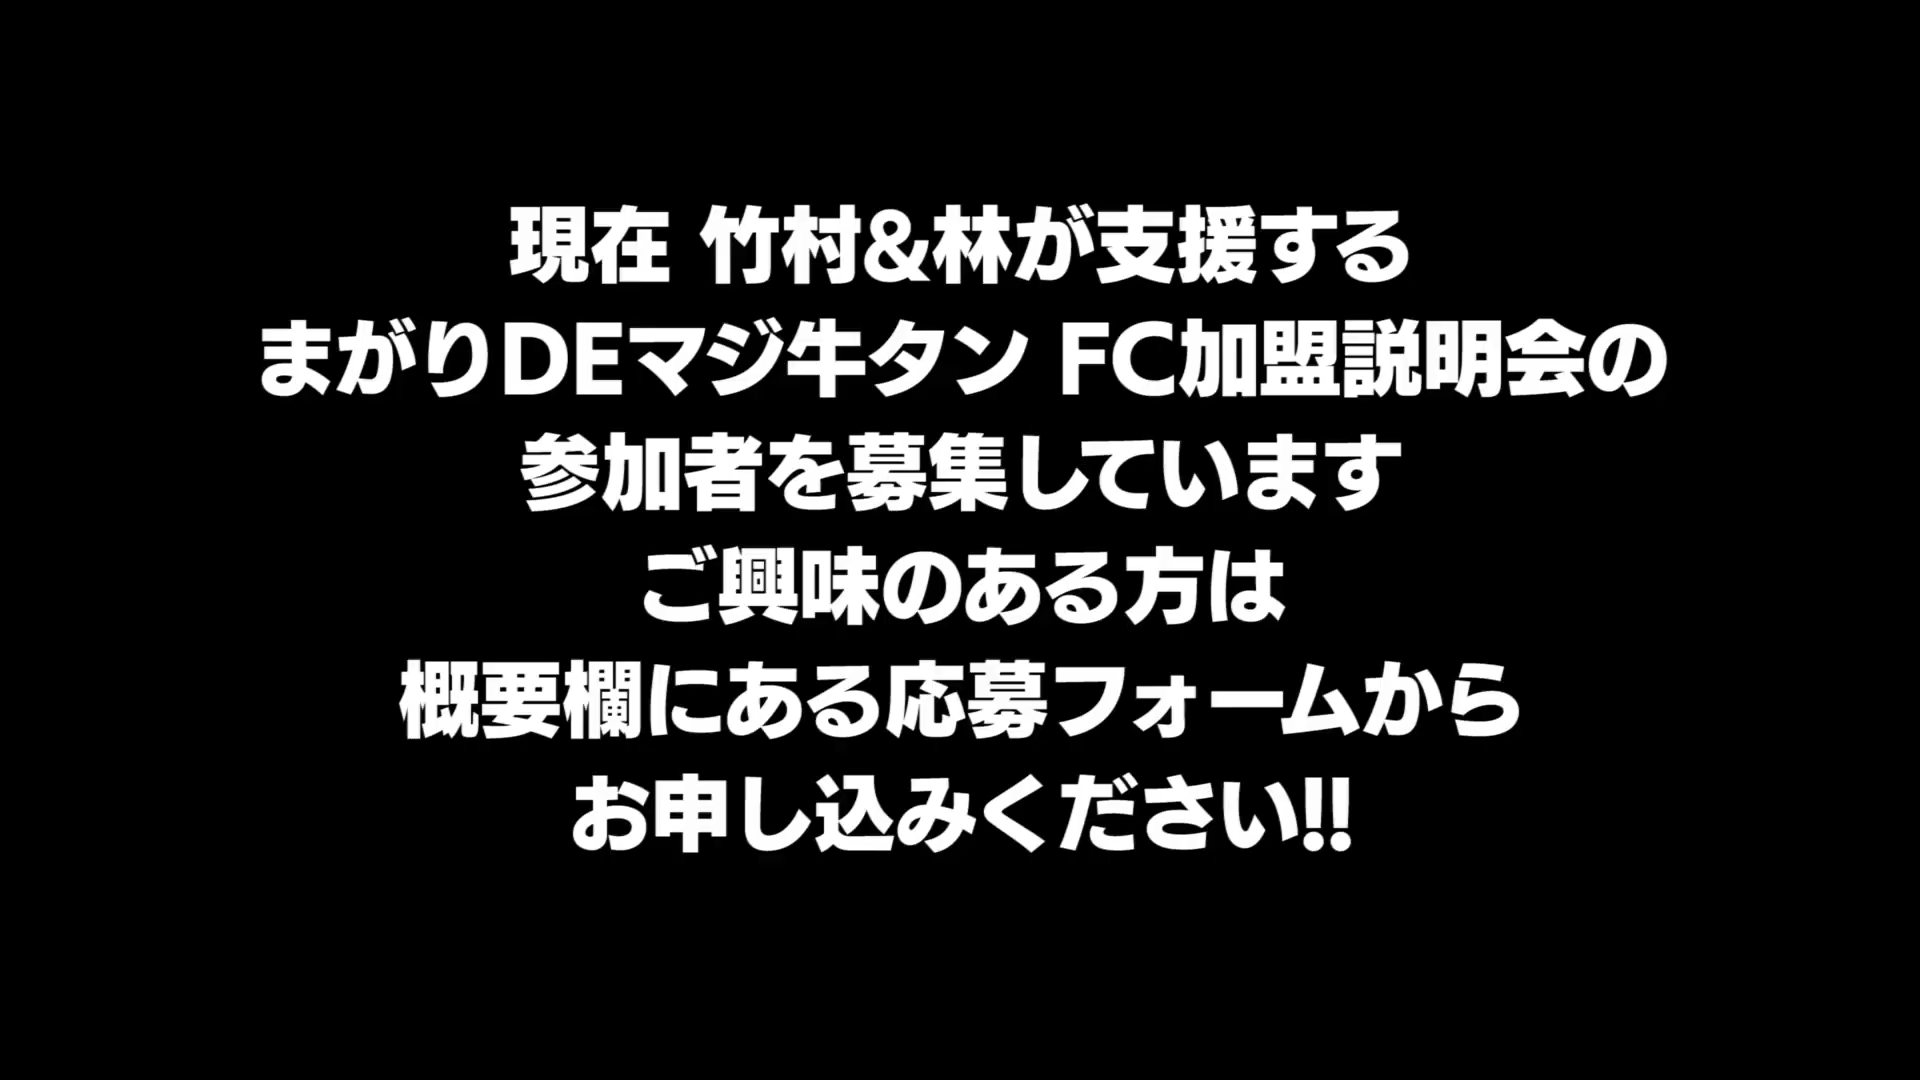 現在 竹村&林が支援する
まがりDEマジ牛タン FC加盟説明会の
参加者を募集しています
ご興味のある方は
概要欄にある応募フォームから
お申し込みください!!